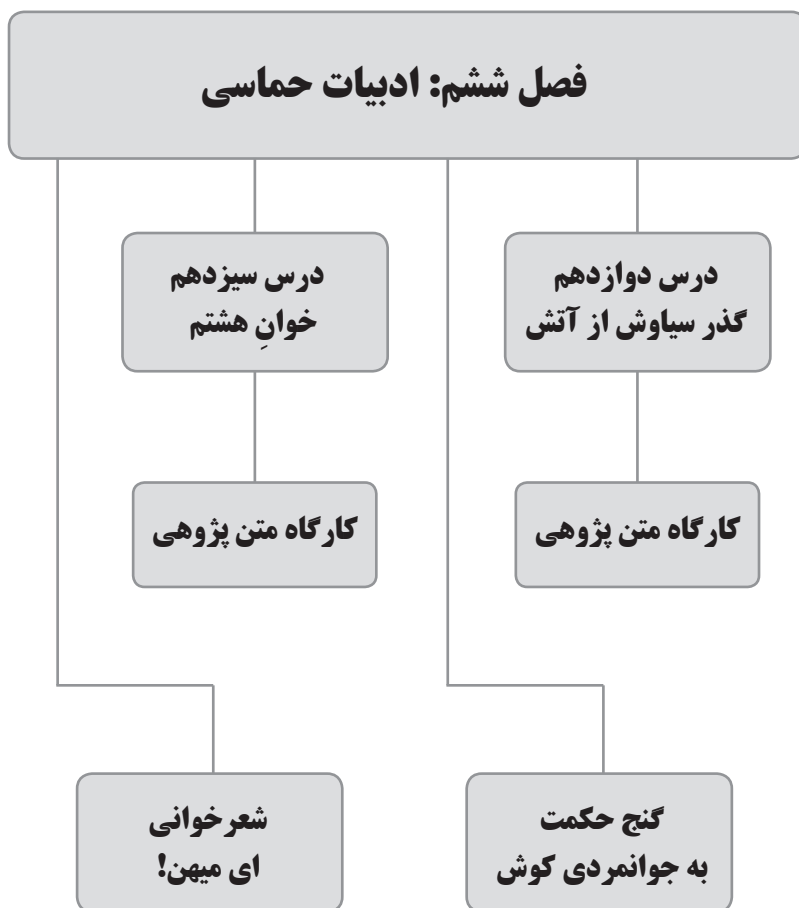 فصل ششم: ادبیات حماسی
درس دوازدهم
گذر سیاوش از آتش
درس سیزدهم
خوانِ هشتم
کارگاه متن پژوهی
کارگاه متن پژوهی
گنج حکمت
به جوانمردی کوش
شعرخوانی
ای میهن!